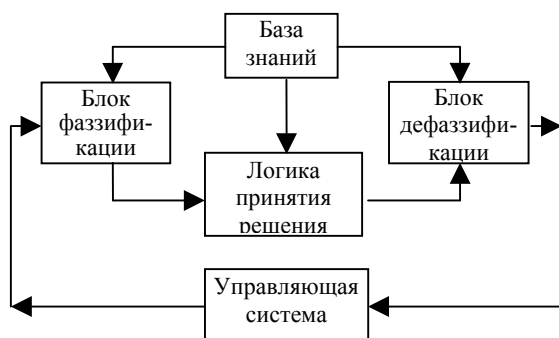 База
знаний
Блок
фаззифи-
кации
Блок
дефаззифи-
кации
Логика
принятия
решения
Управляющая
система